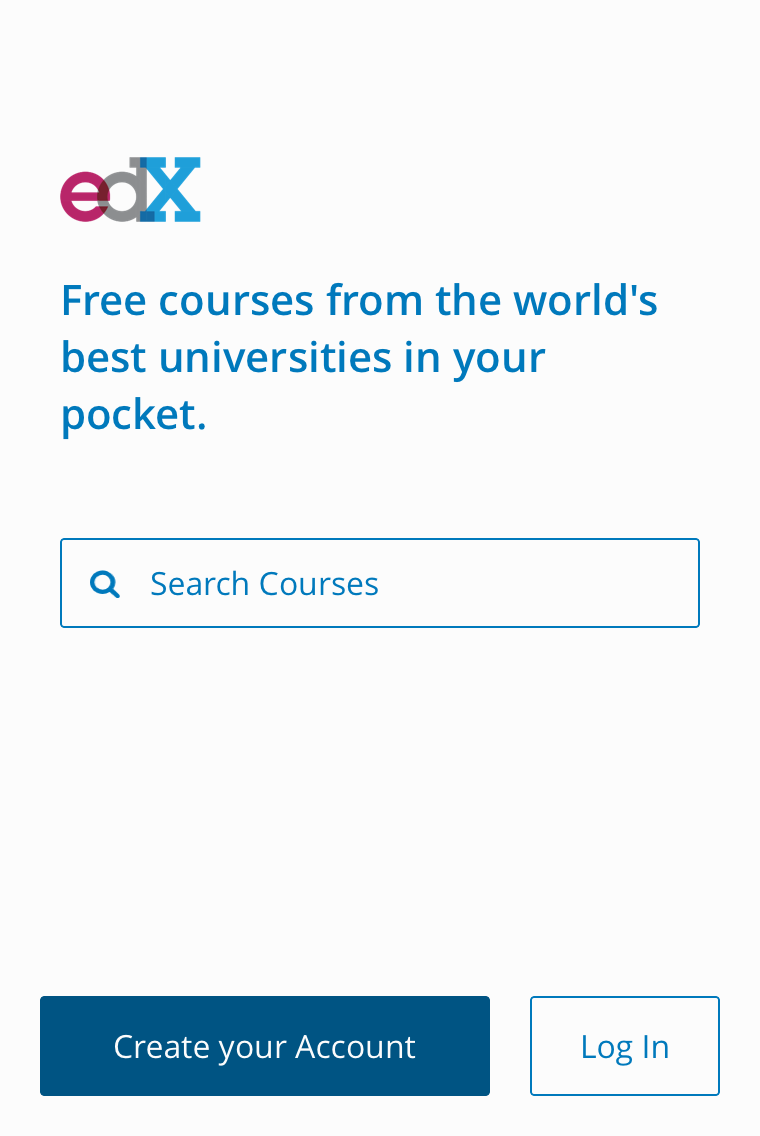 edX
Free courses from the world's
best universities in your
pocket.
Search Courses
Create your Account
Log In